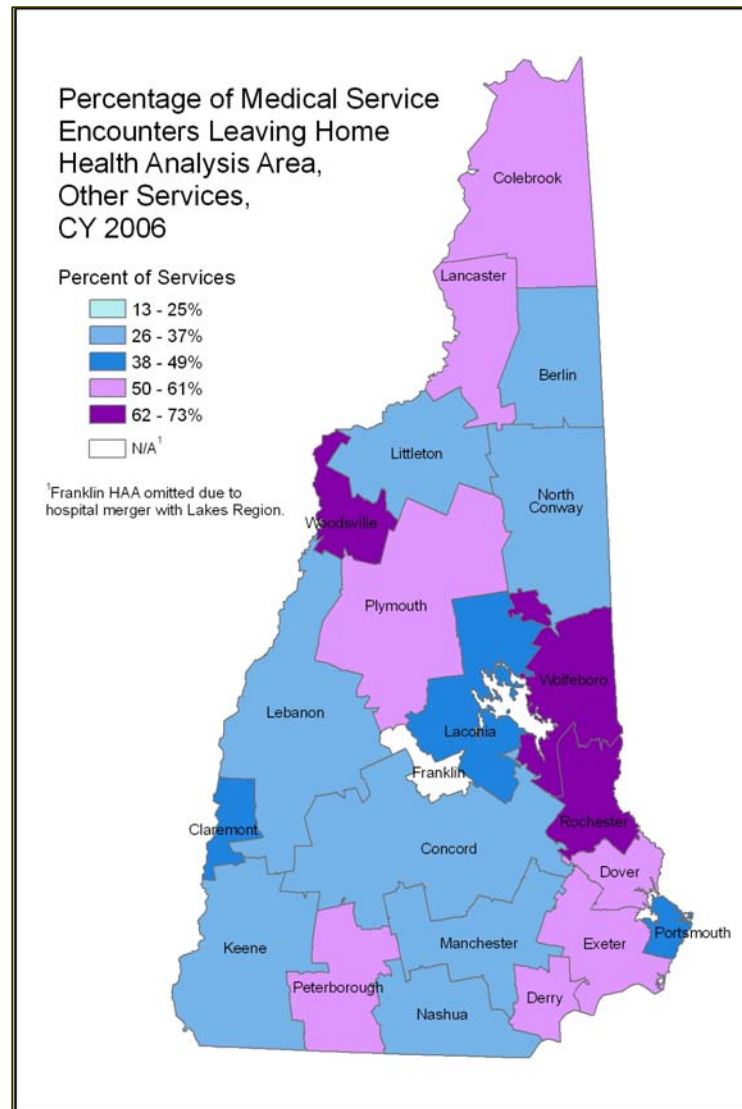 Percentage of Medical Service
Encounters Leaving Home
Health Analysis Area,
Other Services,
CY 2006
Percent of Services
13 - 25%
26 - 37%
38 - 49%
50 - 61%
62 - 73%
N/A¹
¹Franklin HAA omitted due to
hospital merger with Lakes Region.
Colebrook
Lancaster
Berlin
Littleton
North
Conway
Woodsville
Plymouth
Wolfeboro
Lebanon
Laconia
Franklin
Rochester
Claremont
Concord
Dover
Portsmouth
Keene
Manchester
Exeter
Peterborough
Derry
Nashua